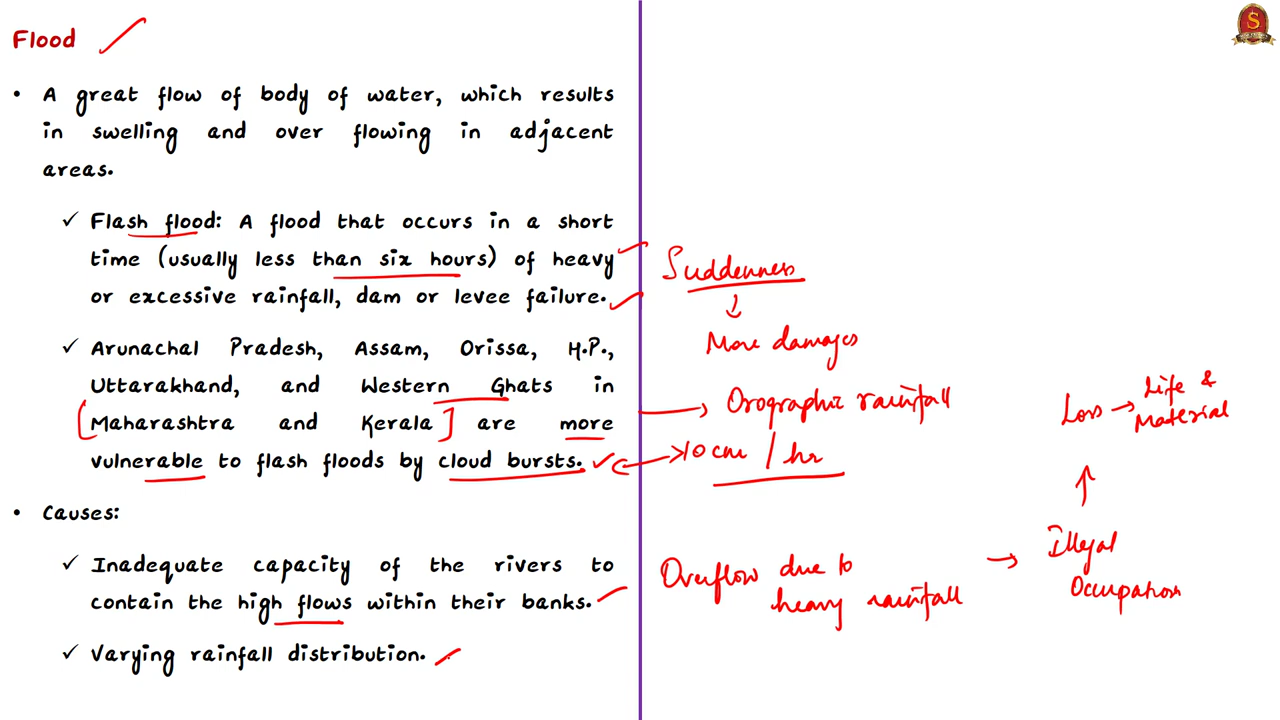 Flood
• A great flow of body of water, which results
in swelling and over flowing in adjacent
areas.
✓ Flash flood: A flood that occurs in a short
time (usually less than six hours) of heavy
or excessive rainfall, dam or levee failure.
✓ Arunachal Pradesh, Assam, Orissa, H.P.,
Uttarakhand, and Western Ghats in
[Maharashtra and Kerala] are more
vulnerable to flash floods by cloud bursts.
• Causes:
✓ Inadequate capacity of the rivers to
contain the high flows within their banks.
✓ Varying rainfall distribution.
S
Suddenness
↓
More damages
→ Orographic rainfall
>10 cm / hr
Overflow due to
heavy rainfall
→ Illegal
Occupation
↑
Loss → Life &
Material